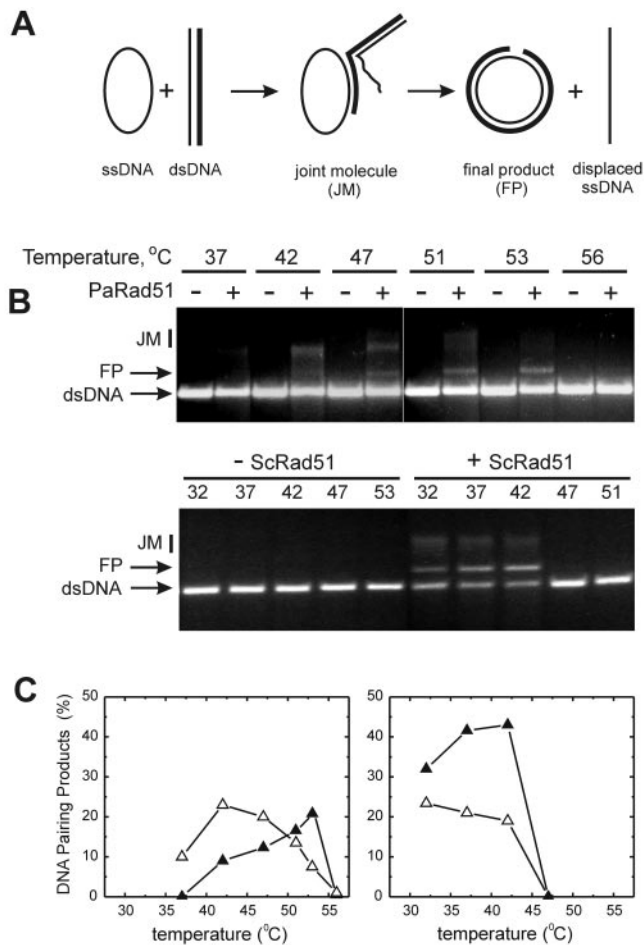 A
ssDNA + dsDNA joint molecule (JM) final product (FP) + displaced ssDNA
B
Temperature, °C 37 42 47 51 53 56
PaRad51 - + - + - + - + - + - +
JM
FP
dsDNA
- ScRad51 + ScRad51
32 37 42 47 53 32 37 42 47 51
JM
FP
dsDNA
C
DNA Pairing Products (%)
50
40
30
20
10
0
30 35 40 45 50 55
temperature (°C)
50
40
30
20
10
0
30 35 40 45 50 55
temperature (°C)